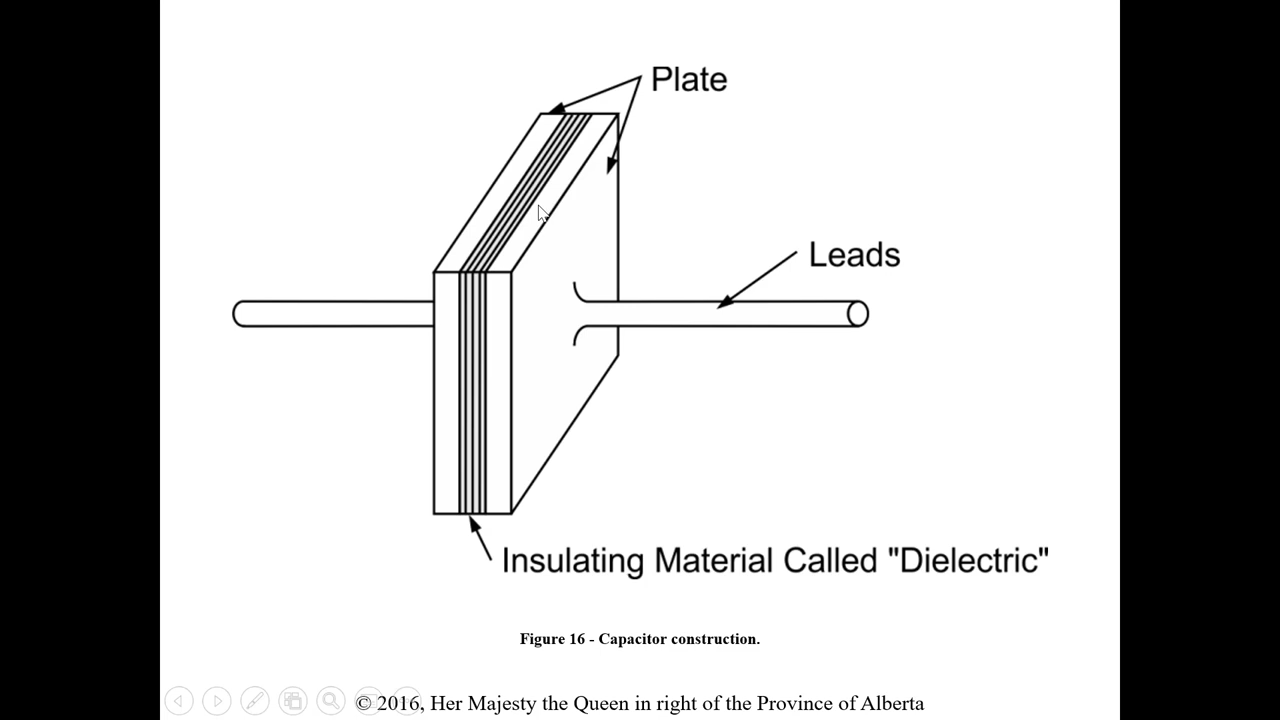 Plate
Leads
Insulating Material Called "Dielectric"
Figure 16 - Capacitor construction.
© 2016, Her Majesty the Queen in right of the Province of Alberta